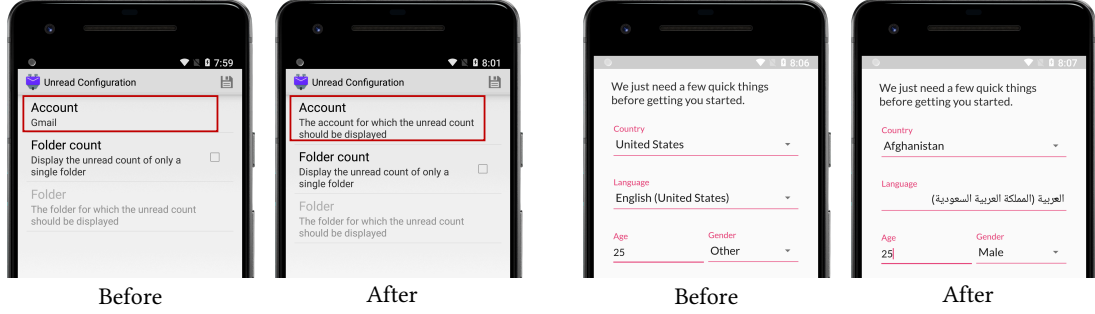 7:59
Unread Configuration
Account
Gmail
Folder count
Display the unread count of only a
single folder
Folder
The folder for which the unread count
should be displayed
Before
8:01
Unread Configuration
Account
The account for which the unread count
should be displayed
Folder count
Display the unread count of only a
single folder
Folder
The folder for which the unread count
should be displayed
After
8:06
We just need a few quick things
before getting you started.
Country
United States
Language
English (United States)
Age
Gender
25
Other
Before
8:07
We just need a few quick things
before getting you started.
Country
Afghanistan
Language
العربية (المملكة العربية السعودية)
Age
Gender
25
Male
After